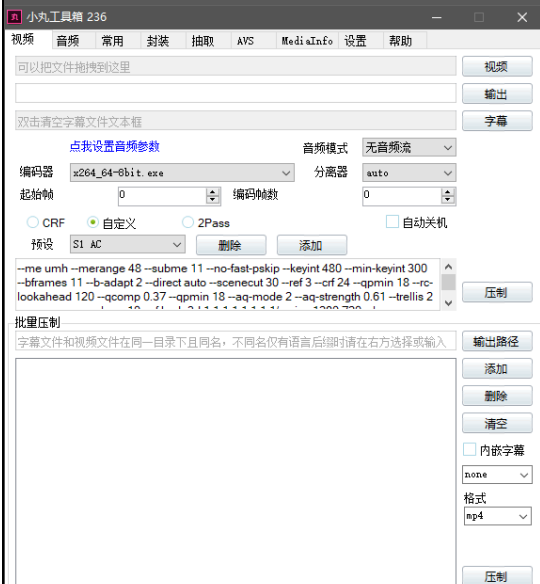 小丸工具箱 236
视频 音频 常用 封装 抽取 AVS MediaInfo 设置 帮助
可以把文件拖拽到这里 视频
输出
双击清空字幕文件文本框 字幕
点我设置音频参数 音频模式 无音频流
编码器 x264_64-8bit.exe 分离器 auto
起始帧 0 编码帧数 0
CRF 自定义 2Pass 自动关机
预设 S1 AC 删除 添加
--me umh --merange 48 --subme 11 --no-fast-pskip --keyint 480 --min-keyint 300
--bframes 11 --b-adapt 2 --direct auto --scenecut 30 --ref 3 --crf 24 --qpmin 18 --rc-
lookahead 120 --qcomp 0.37 --qpmin 18 --aq-mode 2 --aq-strength 0.61 --trellis 2
压制
批量压制
字幕文件和视频文件在同一目录下且同名，不同名仅有语言后缀时请在右方选择或输入 输出路径
添加
删除
清空
内嵌字幕
none
格式
mp4
压制